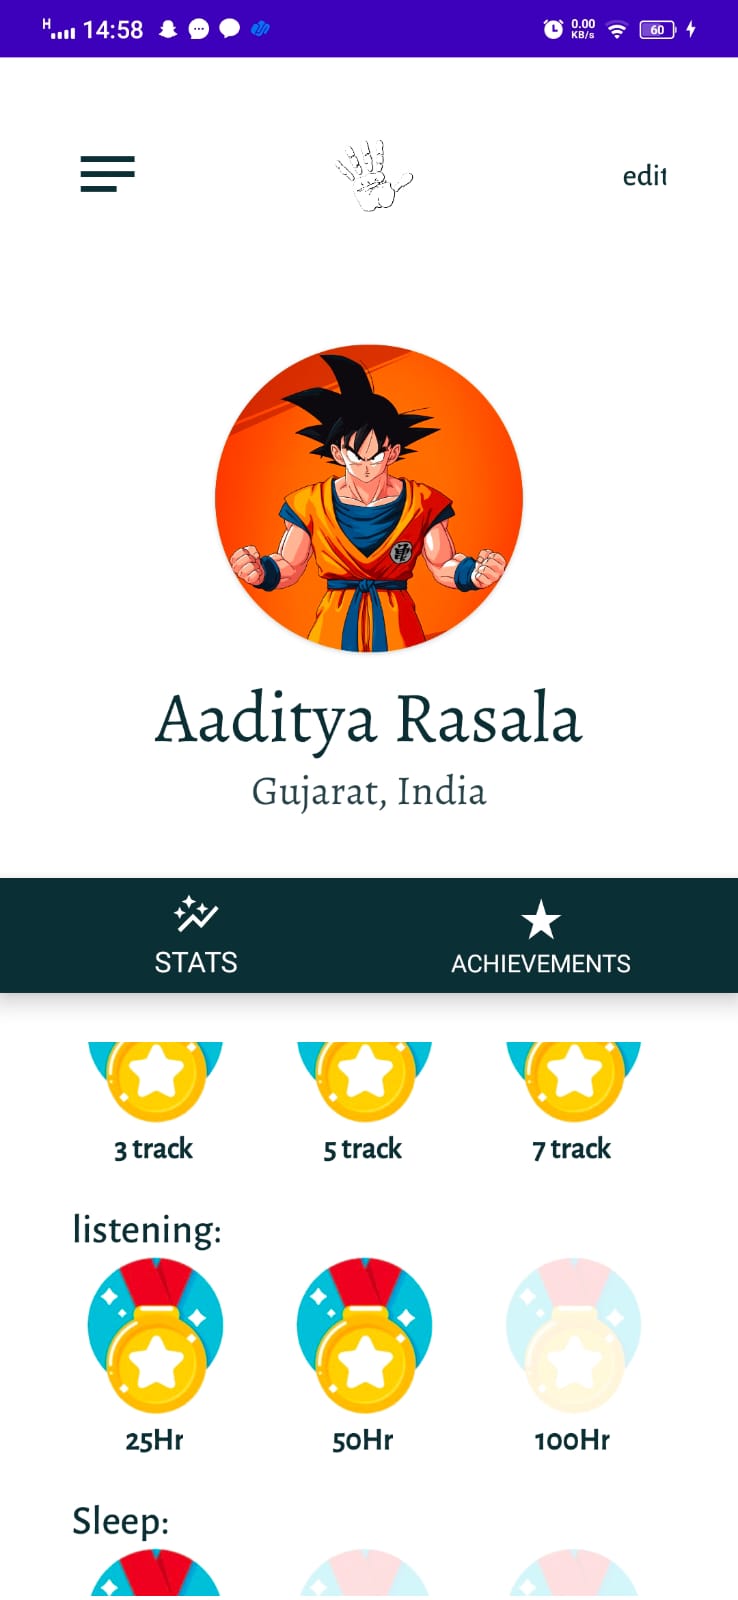 H 14:58 0.00 KB/s 60
edit
Aaditya Rasala
Gujarat, India
STATS ACHIEVEMENTS
3 track 5 track 7 track
listening:
25Hr 50Hr 100Hr
Sleep: